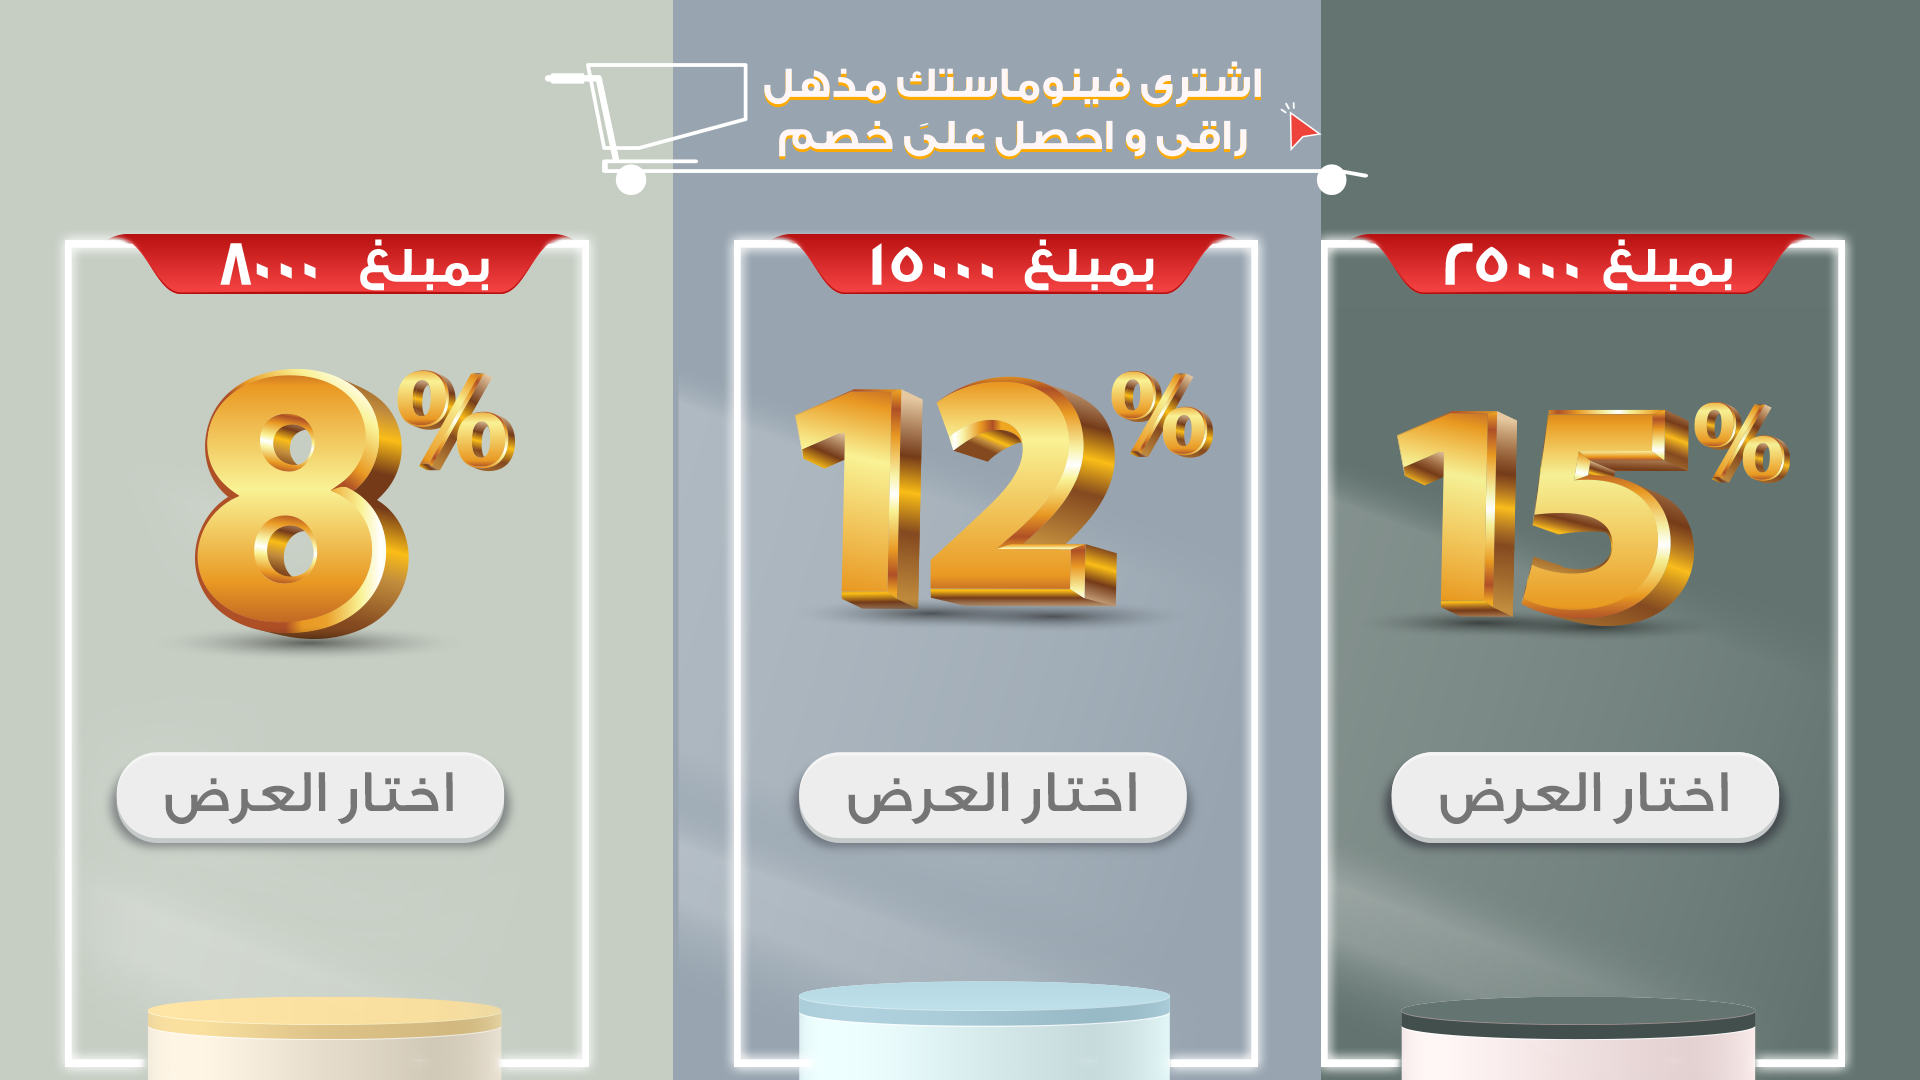 اشترى فينوماستك مذهل
راقى و احصل علىَ خصم
بمبلغ ٢٥٠٠٠
15%
اختار العرض
بمبلغ ١٥٠٠٠
12%
اختار العرض
بمبلغ ٨٠٠٠
8%
اختار العرض